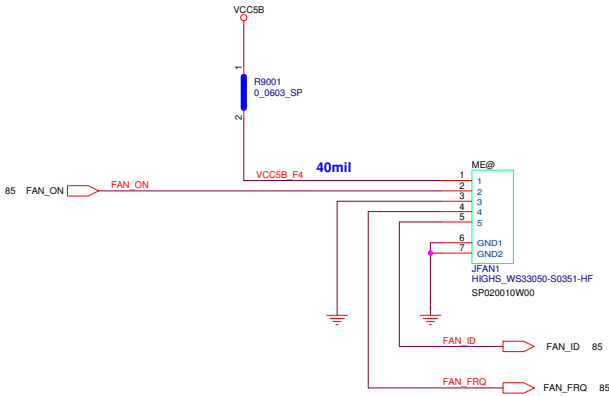 VCC5B
1
R9001
0_0603_SP
2
VCC5B_F4
40mil
ME@
85 FAN_ON
FAN_ON
1 1
2 2
3 3
4 4
5 5
6 GND1
7 GND2
JFAN1
HIGHS_WS33050-S0351-HF
SP020010W00
FAN_ID
FAN_ID 85
FAN_FRQ
FAN_FRQ 85